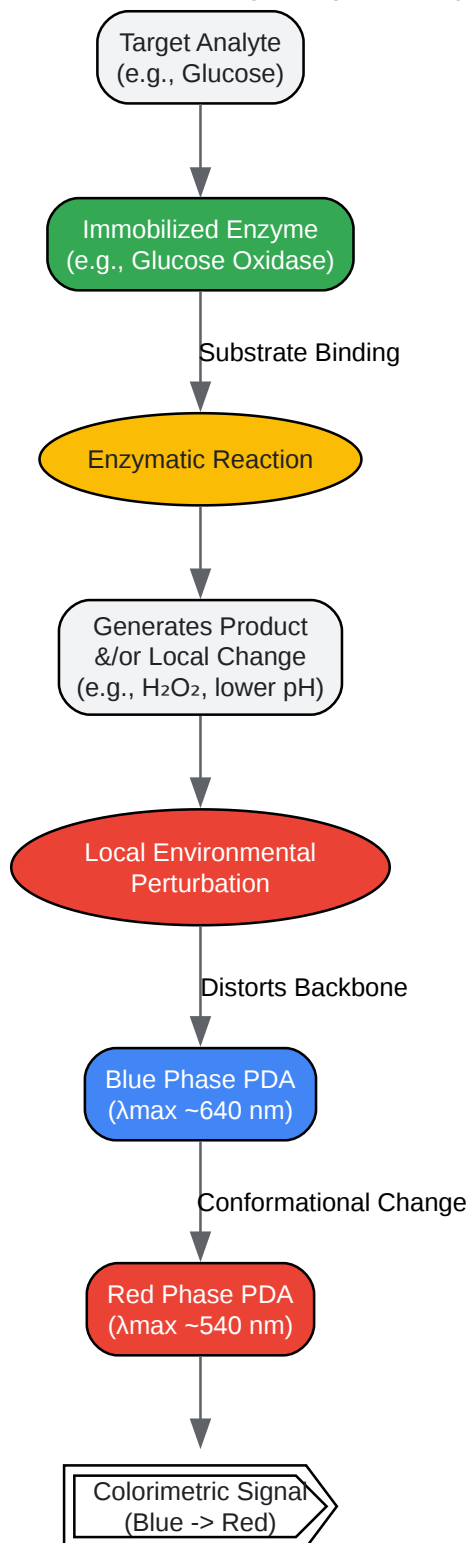 Target Analyte
(e.g., Glucose)
Immobilized Enzyme
(e.g., Glucose Oxidase)
Substrate Binding
Enzymatic Reaction
Generates Product
&/or Local Change
(e.g., H₂O₂, lower pH)
Local Environmental
Perturbation
Distorts Backbone
Blue Phase PDA
(λmax ~640 nm)
Conformational Change
Red Phase PDA
(λmax ~540 nm)
Colorimetric Signal
(Blue -> Red)